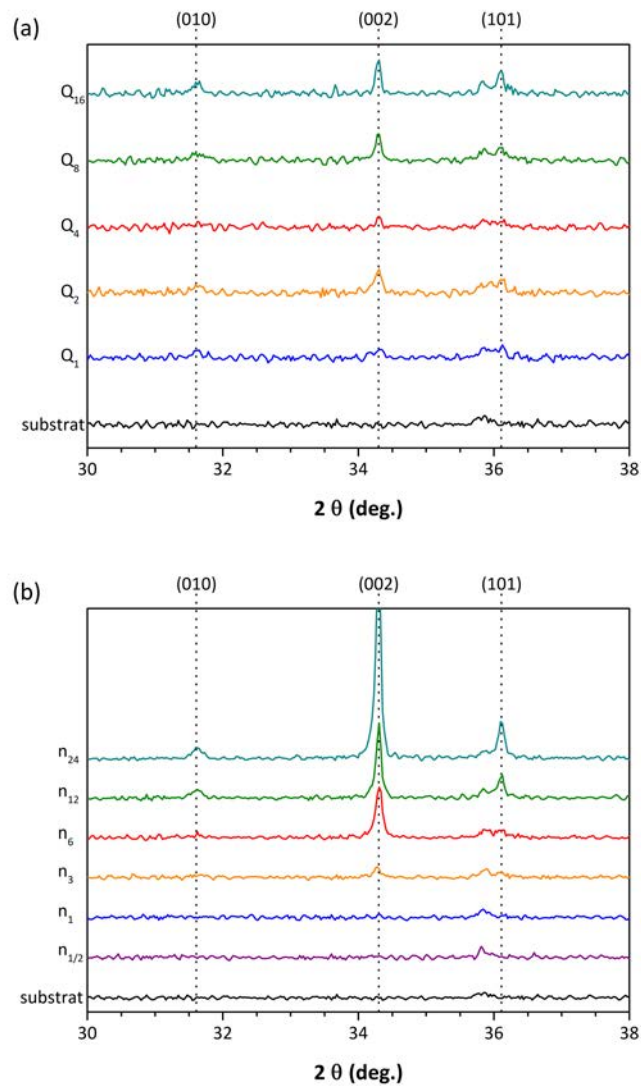 (a)
(010) (002) (101)
Q16
Q8
Q4
Q2
Q1
substrat
30 32 34 36 38
2 θ (deg.)
(b)
(010) (002) (101)
n24
n12
n6
n3
n1
n1/2
substrat
30 32 34 36 38
2 θ (deg.)